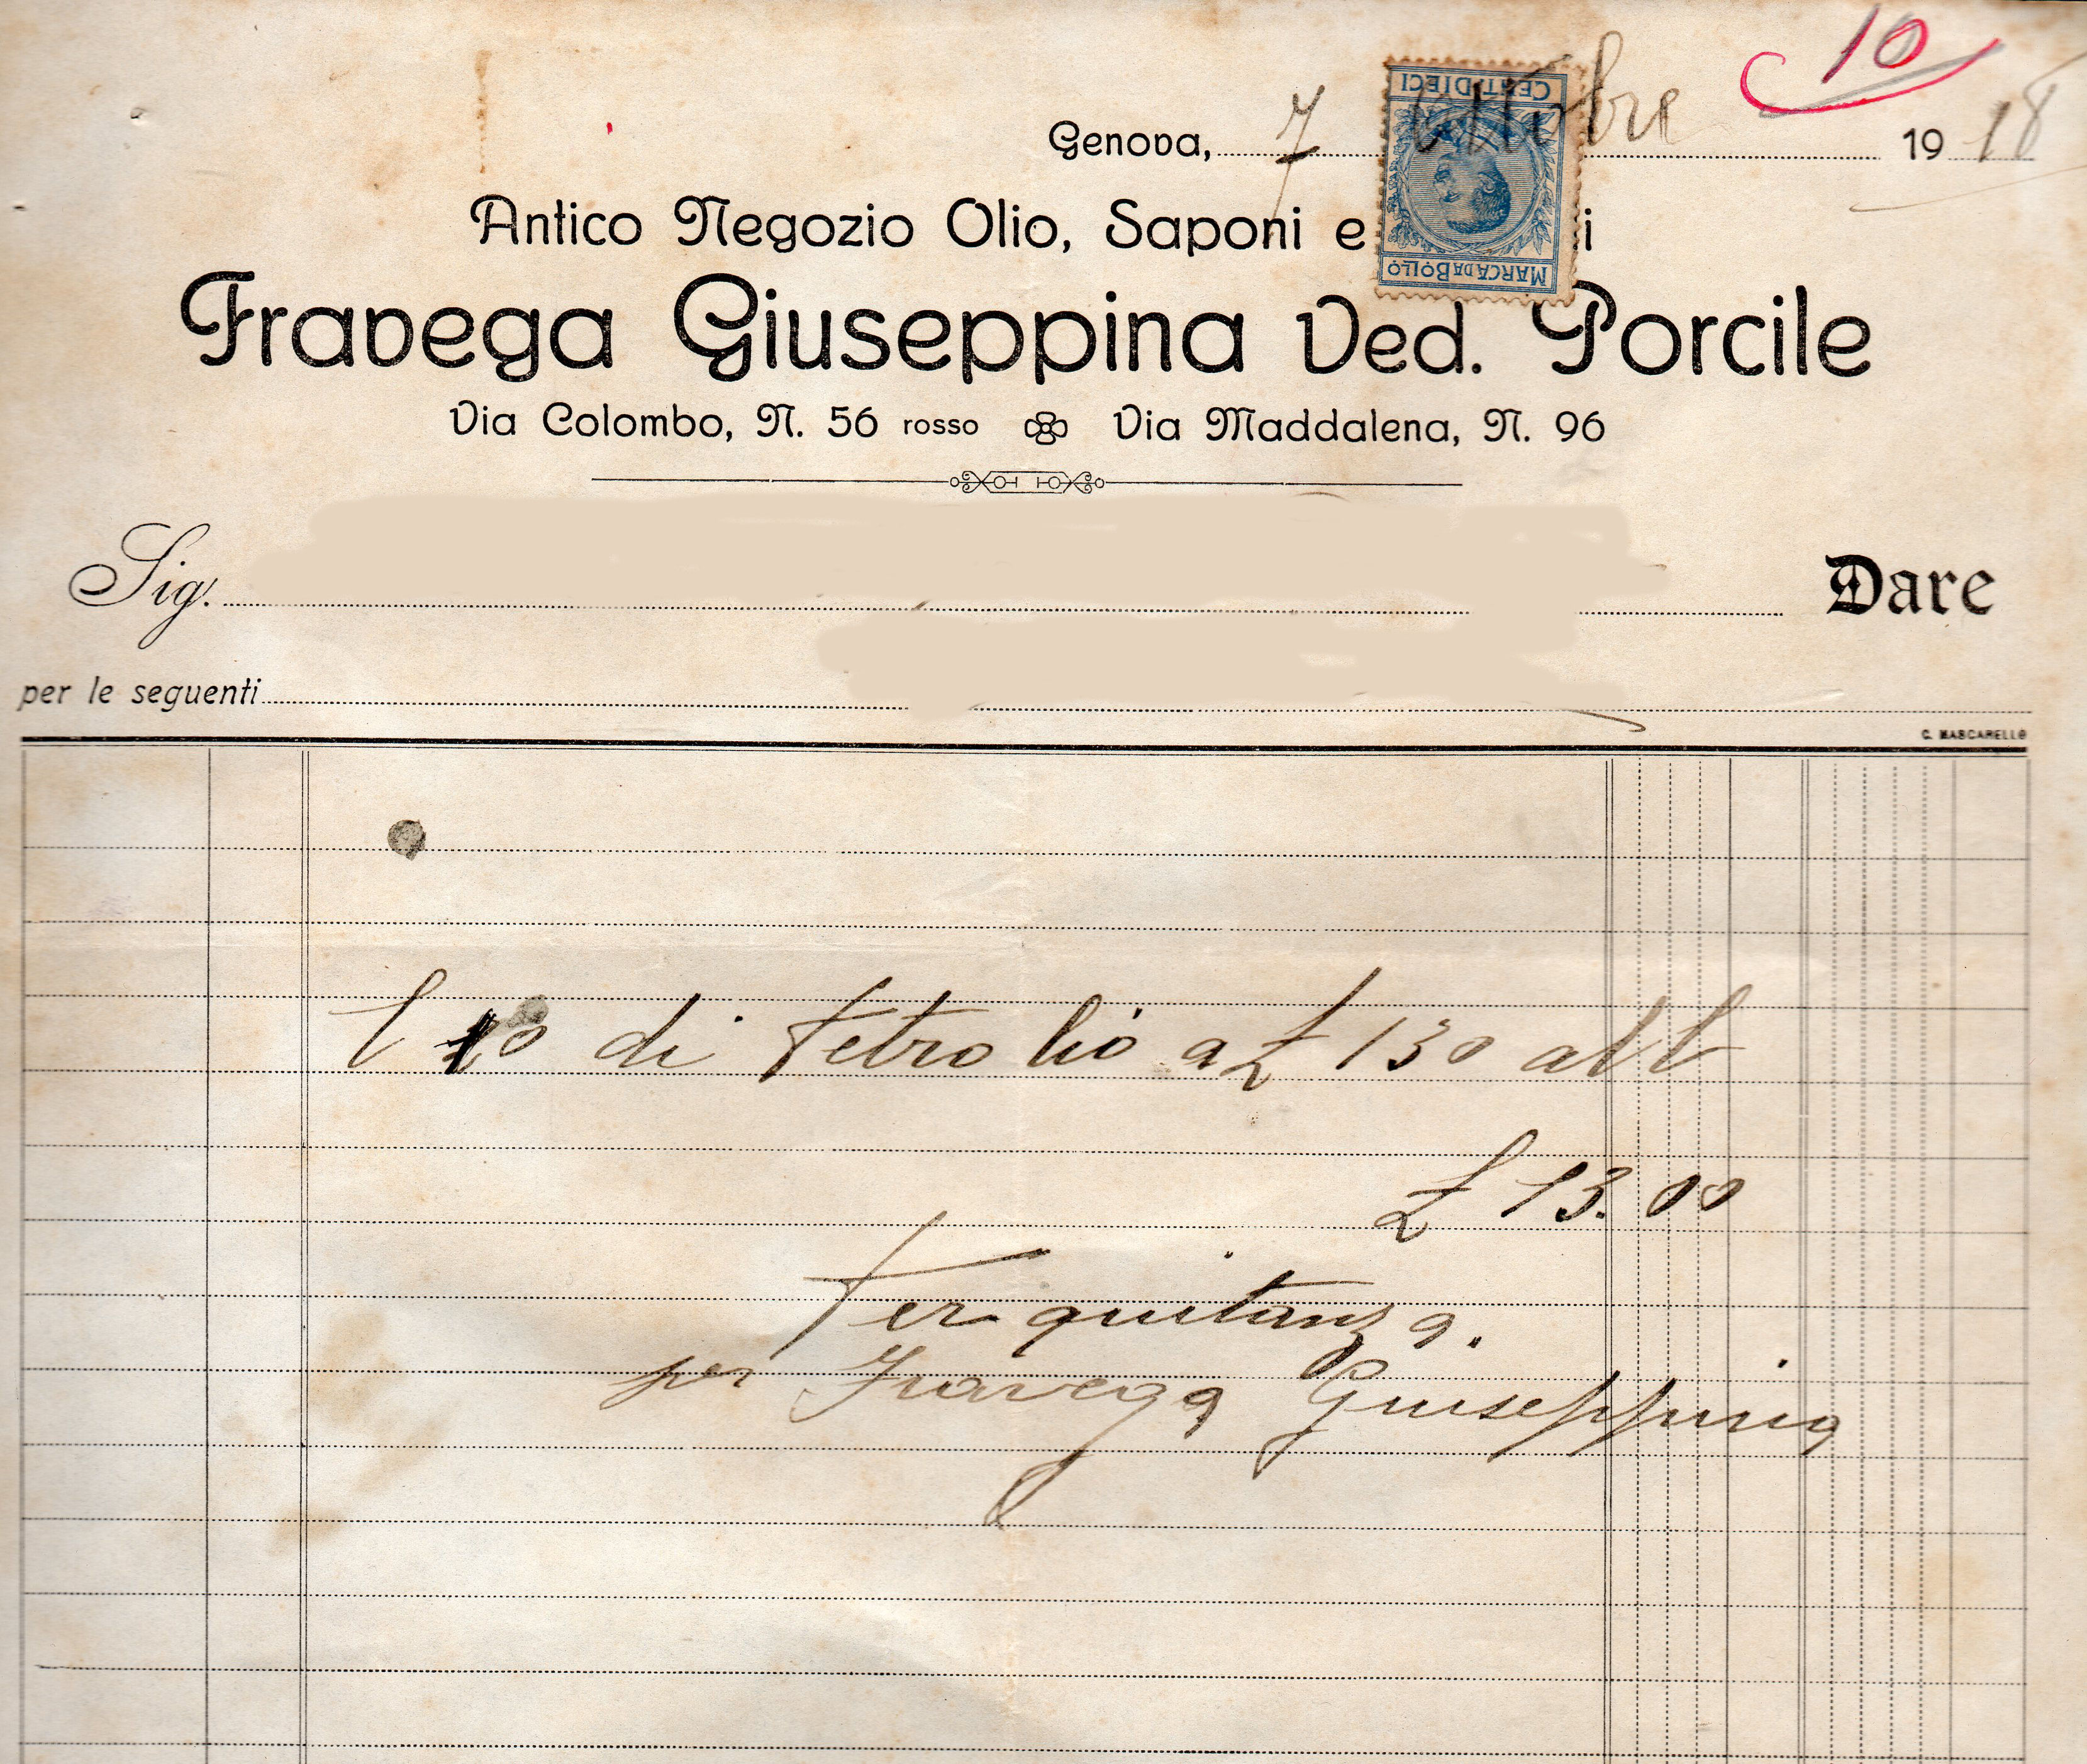 10
Genova, 7 ottobre 1918
CENT. DIECI
MARCA DA BOLLO
Antico Negozio Olio, Saponi e
Fravega Giuseppina Ved. Porcile
Via Colombo, N. 56 rosso Via Maddalena, N. 96
Sig. Dare
per le seguenti
C. MASCARELLO
l 10 di Petrolio a £ 130 al l
£ 13.00
Per quitanza.
per Fravega Giuseppina